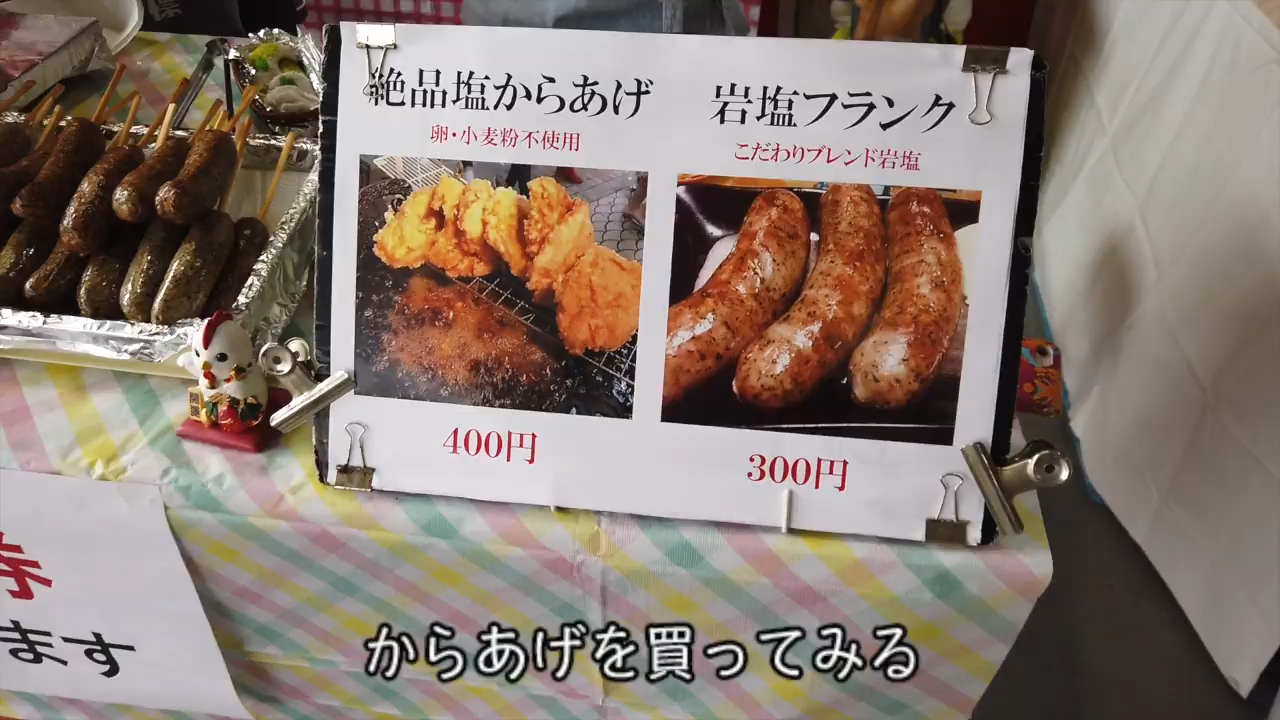 絶品塩からあげ
卵・小麦粉不使用
400円
岩塩フランク
こだわりブレンド岩塩
300円
ます
からあげを買ってみる